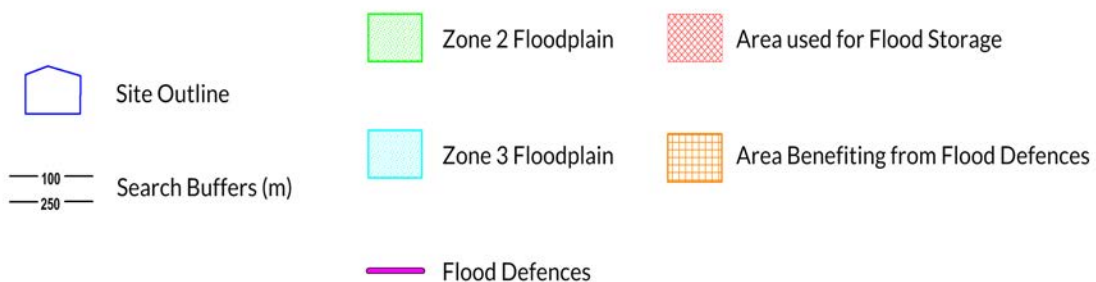 Site Outline
100
250
Search Buffers (m)
Zone 2 Floodplain
Zone 3 Floodplain
Flood Defences
Area used for Flood Storage
Area Benefiting from Flood Defences